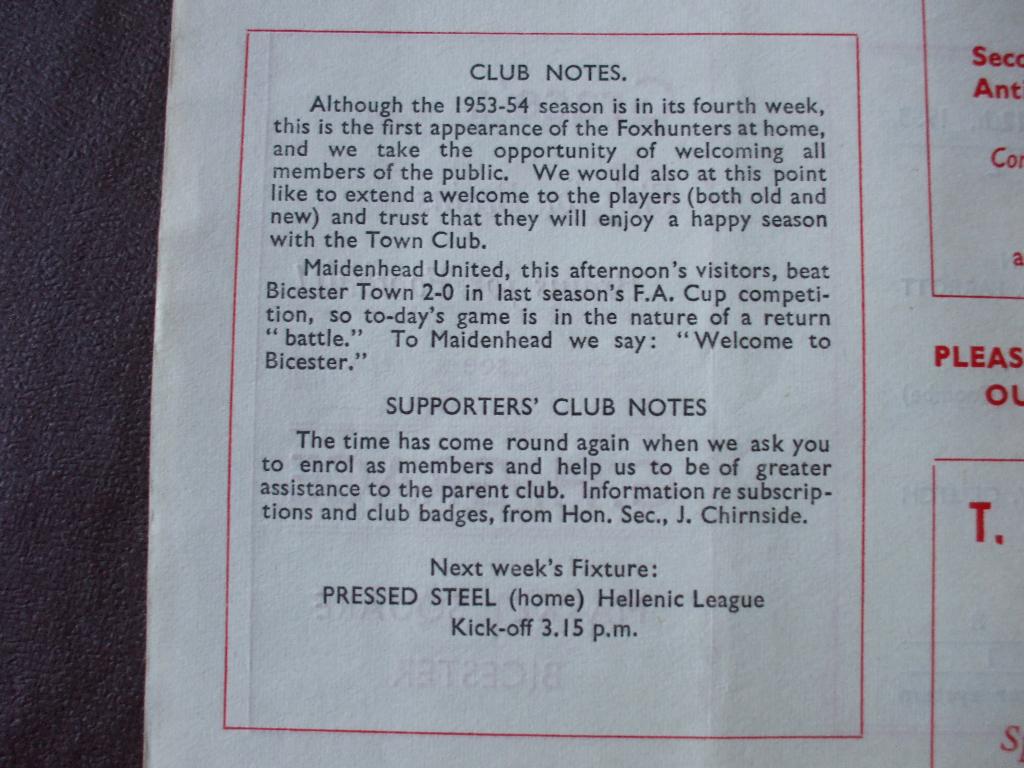 CLUB NOTES.
Although the 1953-54 season is in its fourth week,
this is the first appearance of the Foxhunters at home,
and we take the opportunity of welcoming all
members of the public. We would also at this point
like to extend a welcome to the players (both old and
new) and trust that they will enjoy a happy season
with the Town Club.
Maidenhead United, this afternoon's visitors, beat
Bicester Town 2-0 in last season's F.A. Cup competi-
tion, so to-day's game is in the nature of a return
"battle." To Maidenhead we say: "Welcome to
Bicester."
SUPPORTERS' CLUB NOTES
The time has come round again when we ask you
to enrol as members and help us to be of greater
assistance to the parent club. Information re subscrip-
tions and club badges, from Hon. Sec., J. Chirnside.
Next week's Fixture:
PRESSED STEEL (home) Hellenic League
Kick-off 3.15 p.m.
T.